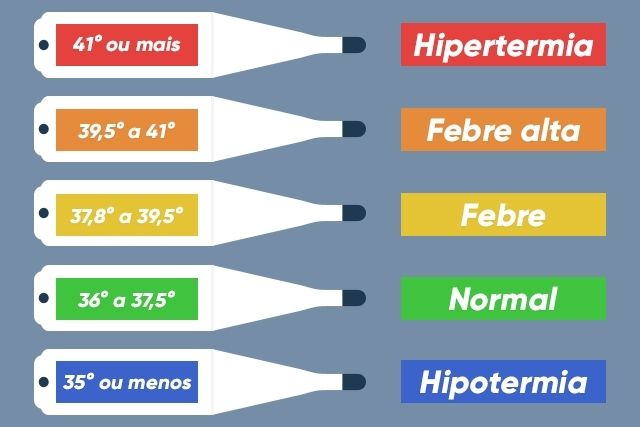 41° ou mais
Hipertermia
39,5° a 41°
Febre alta
37,8° a 39,5°
Febre
36° a 37,5°
Normal
35° ou menos
Hipotermia